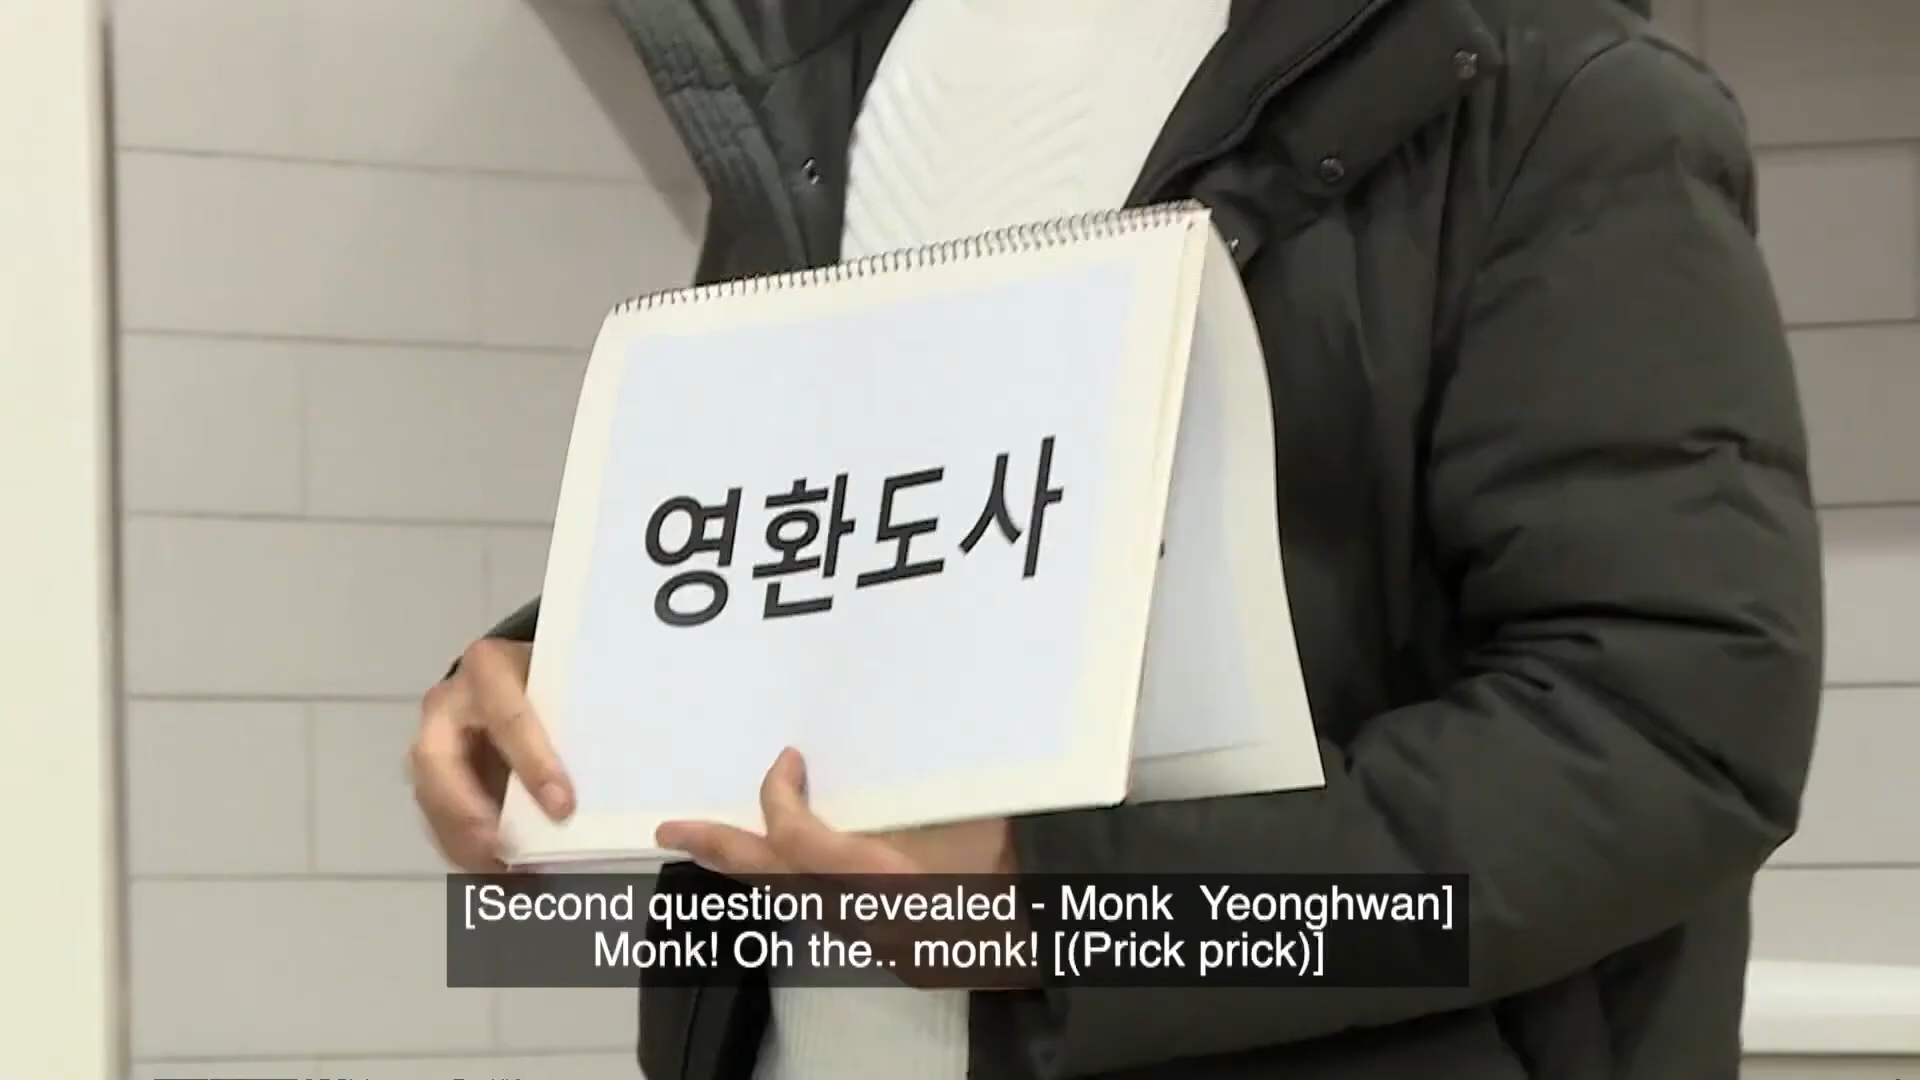 영환도사
[Second question revealed - Monk  Yeonghwan]
Monk! Oh the.. monk! [(Prick prick)]